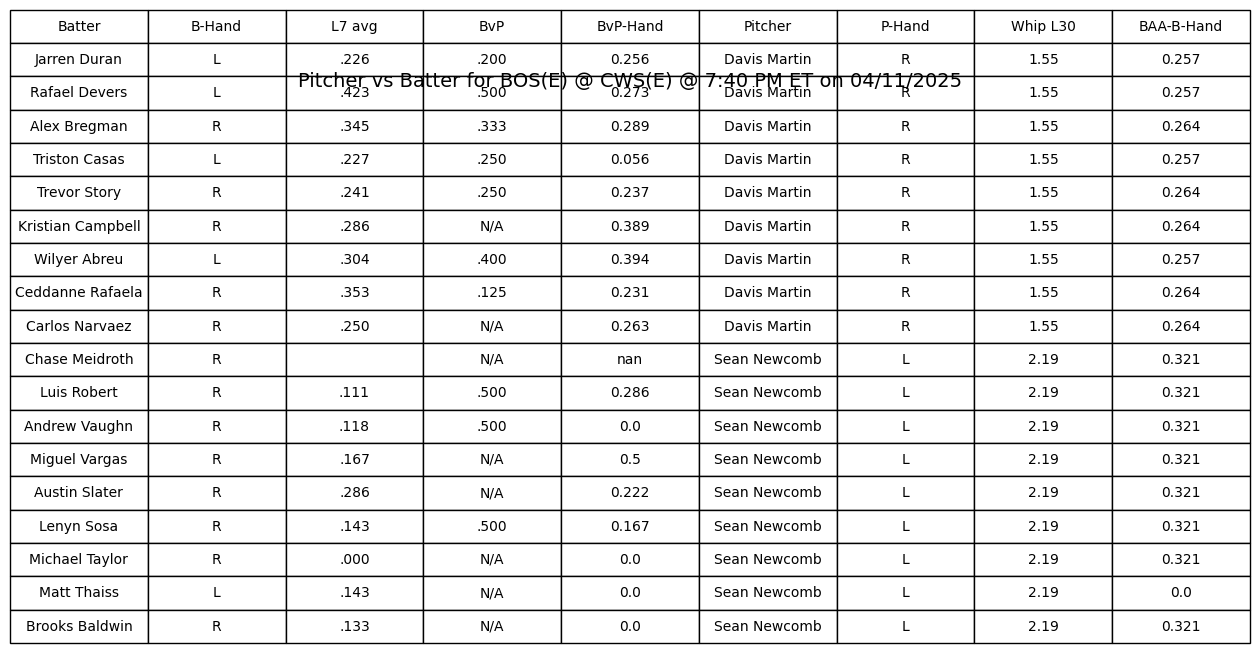 Batter B-Hand L7 avg BvP BvP-Hand Pitcher P-Hand Whip L30 BAA-B-Hand
Jarren Duran L .226 .200 0.256 Davis Martin R 1.55 0.257
Pitcher vs Batter for BOS(E) @ CWS(E) @ 7:40 PM ET on 04/11/2025
Rafael Devers L .423 .500 0.273 Davis Martin R 1.55 0.257
Alex Bregman R .345 .333 0.289 Davis Martin R 1.55 0.264
Triston Casas L .227 .250 0.056 Davis Martin R 1.55 0.257
Trevor Story R .241 .250 0.237 Davis Martin R 1.55 0.264
Kristian Campbell R .286 N/A 0.389 Davis Martin R 1.55 0.264
Wilyer Abreu L .304 .400 0.394 Davis Martin R 1.55 0.257
Ceddanne Rafaela R .353 .125 0.231 Davis Martin R 1.55 0.264
Carlos Narvaez R .250 N/A 0.263 Davis Martin R 1.55 0.264
Chase Meidroth R N/A nan Sean Newcomb L 2.19 0.321
Luis Robert R .111 .500 0.286 Sean Newcomb L 2.19 0.321
Andrew Vaughn R .118 .500 0.0 Sean Newcomb L 2.19 0.321
Miguel Vargas R .167 N/A 0.5 Sean Newcomb L 2.19 0.321
Austin Slater R .286 N/A 0.222 Sean Newcomb L 2.19 0.321
Lenyn Sosa R .143 .500 0.167 Sean Newcomb L 2.19 0.321
Michael Taylor R .000 N/A 0.0 Sean Newcomb L 2.19 0.321
Matt Thaiss L .143 N/A 0.0 Sean Newcomb L 2.19 0.0
Brooks Baldwin R .133 N/A 0.0 Sean Newcomb L 2.19 0.321